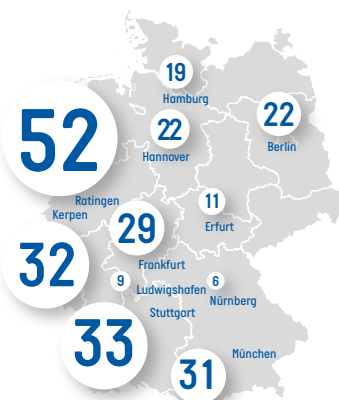 19
Hamburg
22
Hannover
22
Berlin
52
Ratingen
Kerpen
11
Erfurt
29
Frankfurt
32
9
Ludwigshafen
6
Nürnberg
Stuttgart
33
München
31